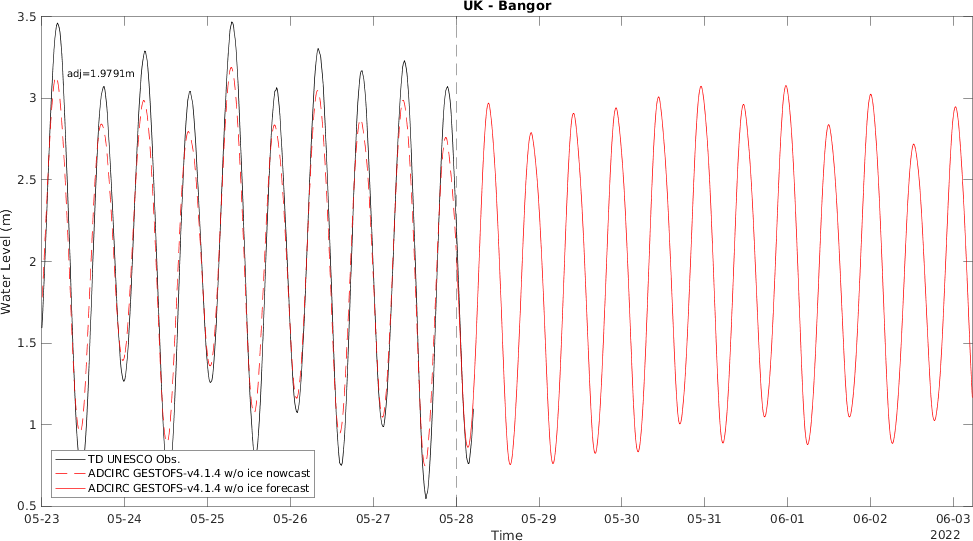 UK - Bangor
3.5
3
2.5
2
1.5
1
0.5
Water Level (m)
adj=1.9791m
TD UNESCO Obs.
ADCIRC GESTOFS-v4.1.4 w/o ice nowcast
ADCIRC GESTOFS-v4.1.4 w/o ice forecast
05-23 05-24 05-25 05-26 05-27 05-28 05-29 05-30 05-31 06-01 06-02 06-03
Time
2022